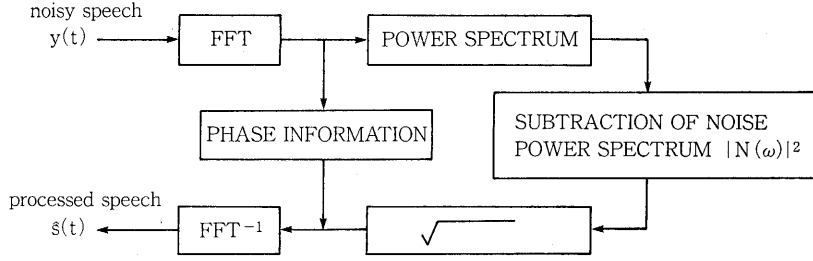 noisy speech
y(t)
FFT
POWER SPECTRUM
PHASE INFORMATION
SUBTRACTION OF NOISE
POWER SPECTRUM |N(ω)|²
processed speech
ŝ(t)
FFT⁻¹
√